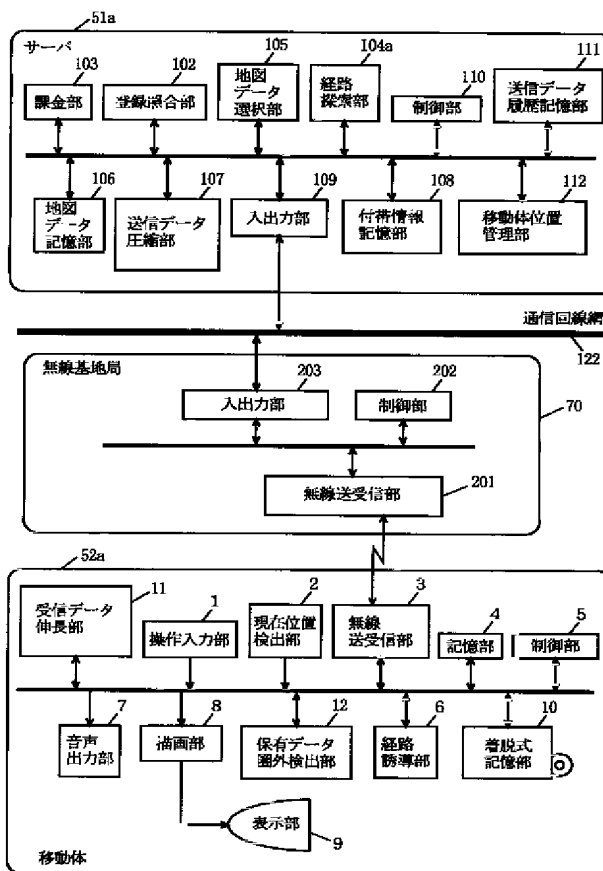 51a
サーバ
103
102
105
104a
110
111
課金部
登録照合部
地図
データ
選択部
経路
探索部
制御部
送信データ
履歴記憶部
106
107
109
108
112
地図
データ
記憶部
送信データ
圧縮部
入出力部
付帯情報
記憶部
移動体位置
管理部
通信回線網
122
無線基地局
203
202
入出力部
制御部
70
201
無線送受信部
52a
11
1
2
3
4
5
受信データ
伸長部
操作入力部
現在位置
検出部
無線
送受信部
記憶部
制御部
7
8
12
6
10
音声
出力部
描画部
保有データ
圏外検出部
経路
誘導部
着脱式
記憶部
表示部
9
移動体